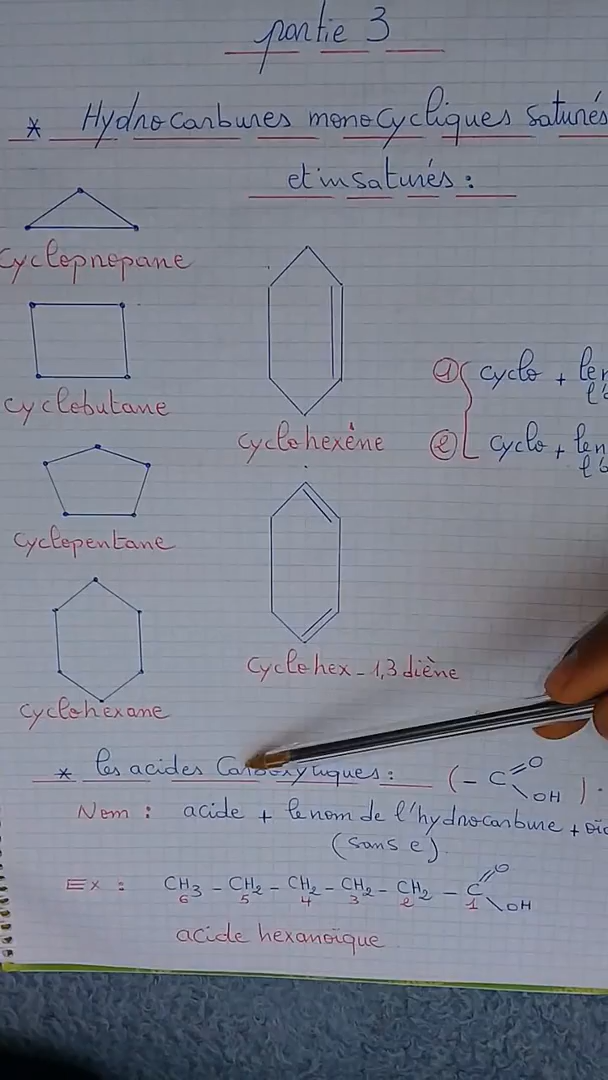 partie 3
* Hydrocarbures monocycliques saturés
et insaturés :
cyclopropane
cyclobutane
cyclopentane
cyclohexane
cyclohexène
cyclohex-1,3 diène
① cyclo +
② cyclo +
* les acides Carboxyliques : (-C=O\OH).
Nom : acide + le nom de l'hydrocarbure + oï
(sans e)
Ex : CH3 - CH2 - CH2 - CH2 - CH2 - C=O\OH
6 5 4 3 2 1
acide hexanoïque